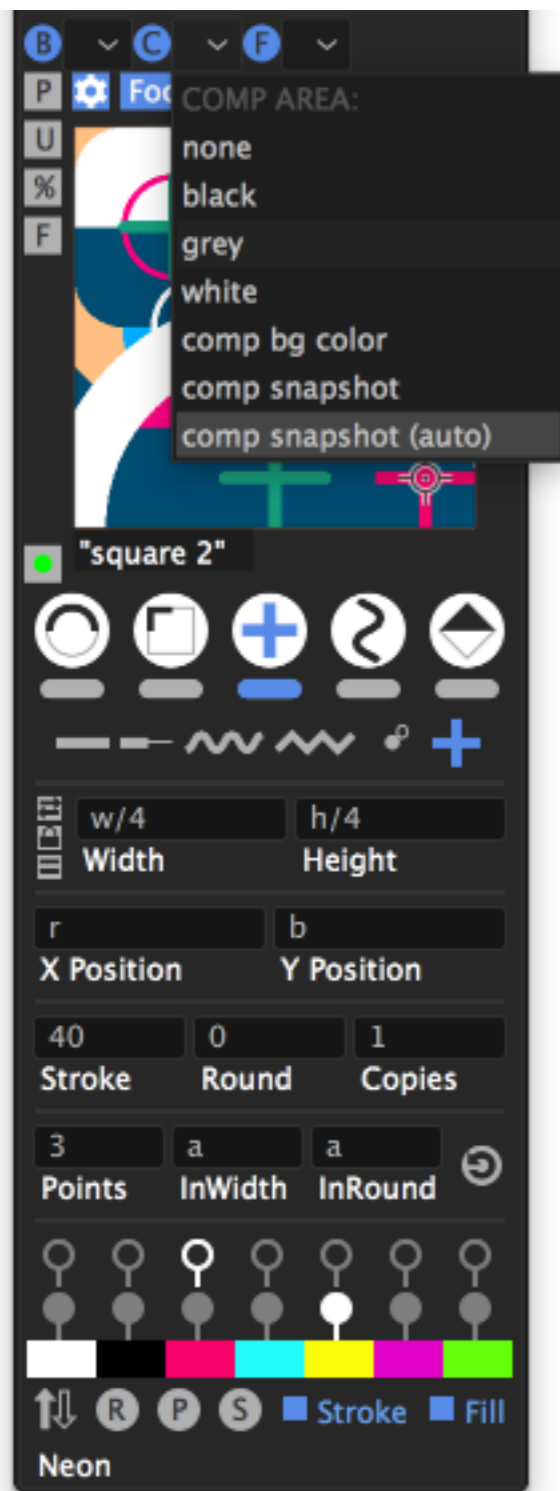 B C F
P Foc COMP AREA:
U none
% black
F grey
white
comp bg color
comp snapshot
comp snapshot (auto)
"square 2"
w/4 h/4
Width Height
r b
X Position Y Position
40 0 1
Stroke Round Copies
3 a a
Points InWidth InRound
R P S Stroke Fill
Neon